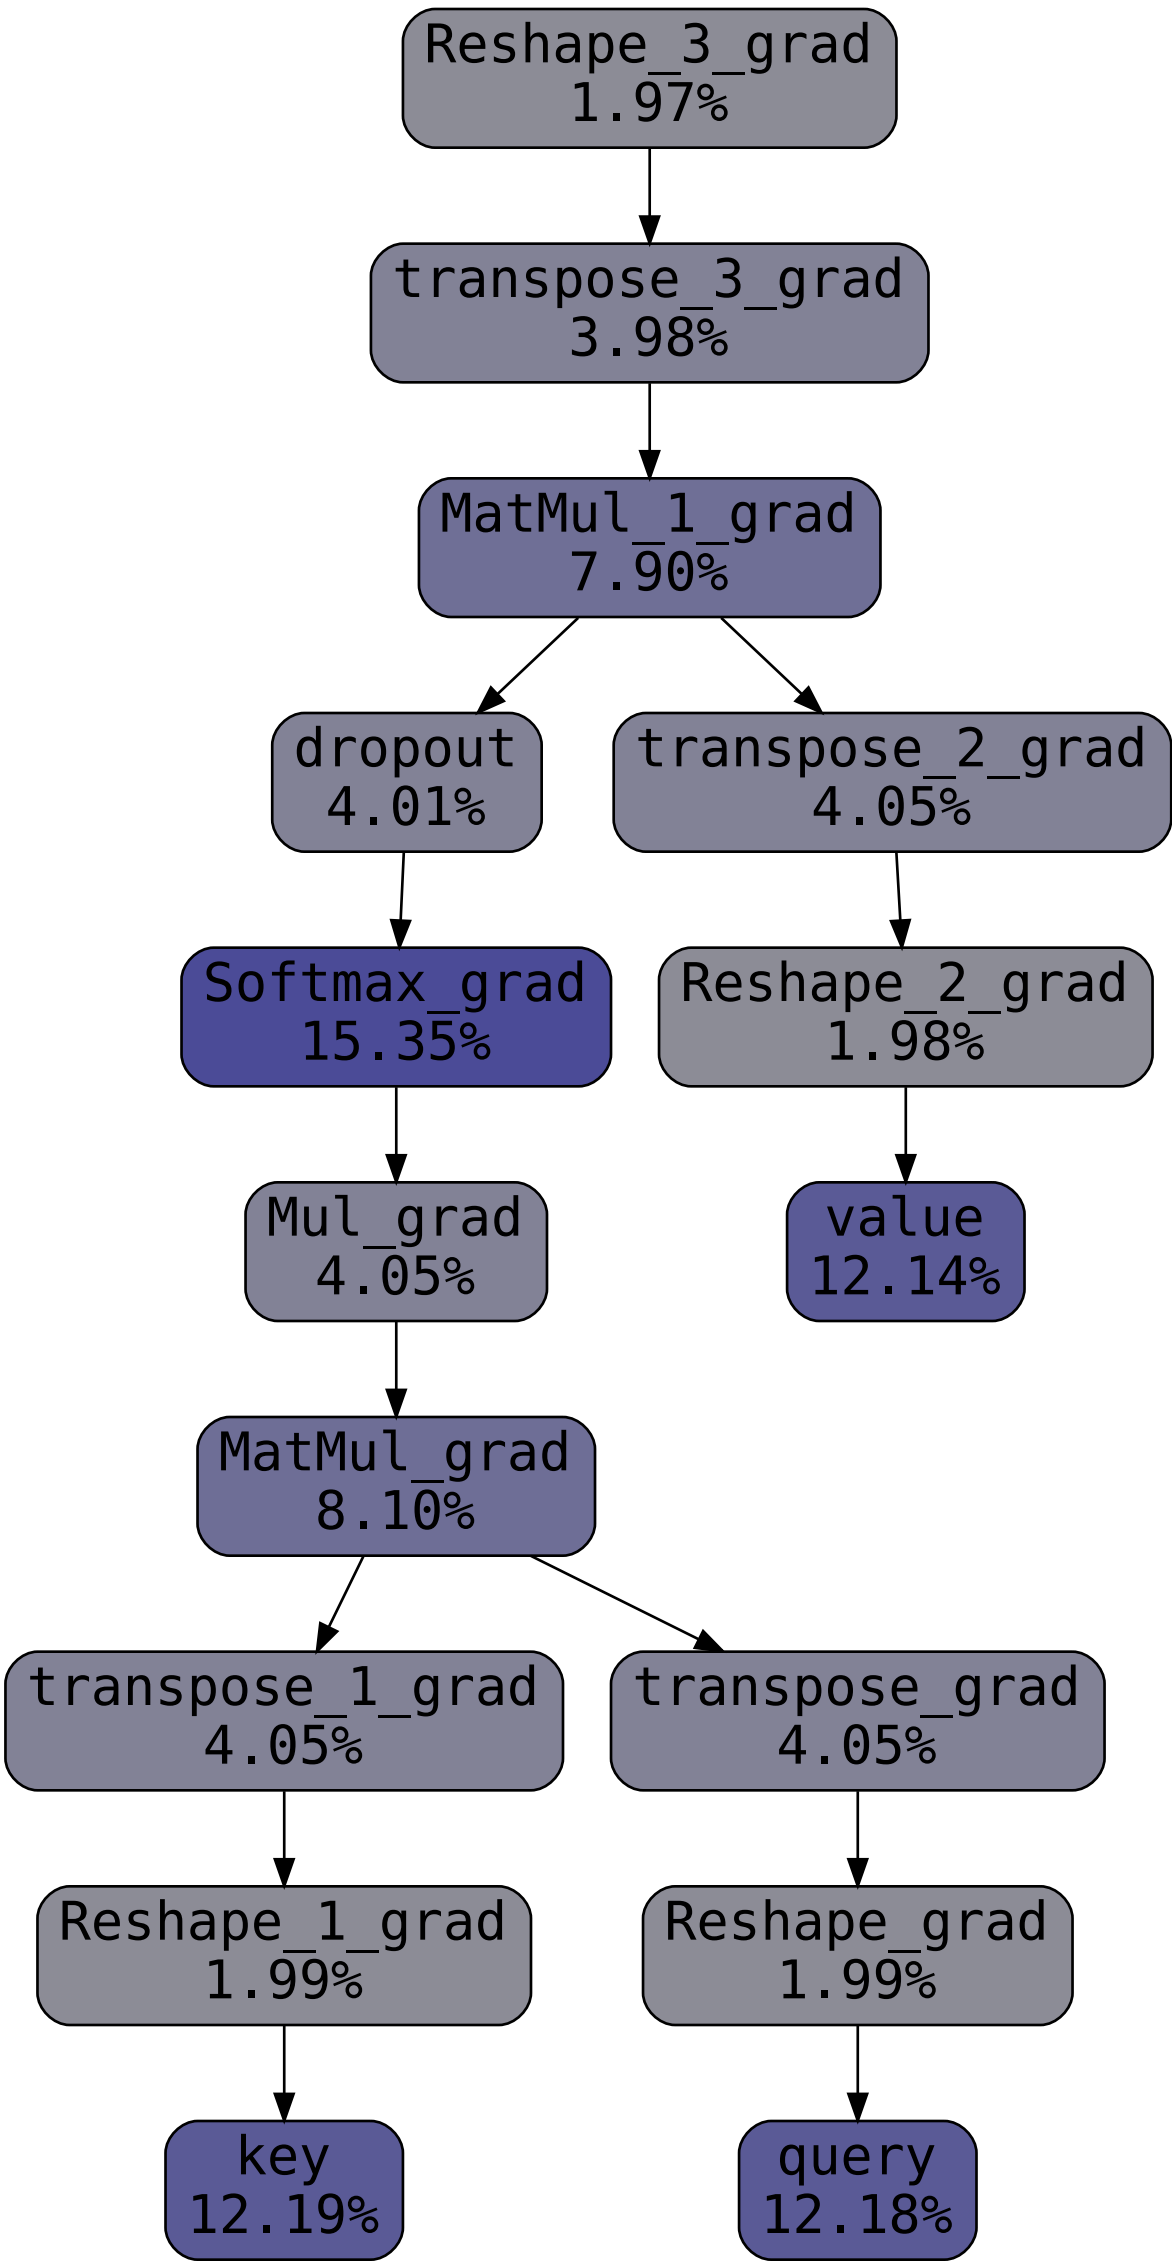 Reshape_3_grad
1.97%
transpose_3_grad
3.98%
MatMul_1_grad
7.90%
dropout
4.01%
transpose_2_grad
4.05%
Softmax_grad
15.35%
Reshape_2_grad
1.98%
Mul_grad
4.05%
value
12.14%
MatMul_grad
8.10%
transpose_1_grad
4.05%
transpose_grad
4.05%
Reshape_1_grad
1.99%
Reshape_grad
1.99%
key
12.19%
query
12.18%